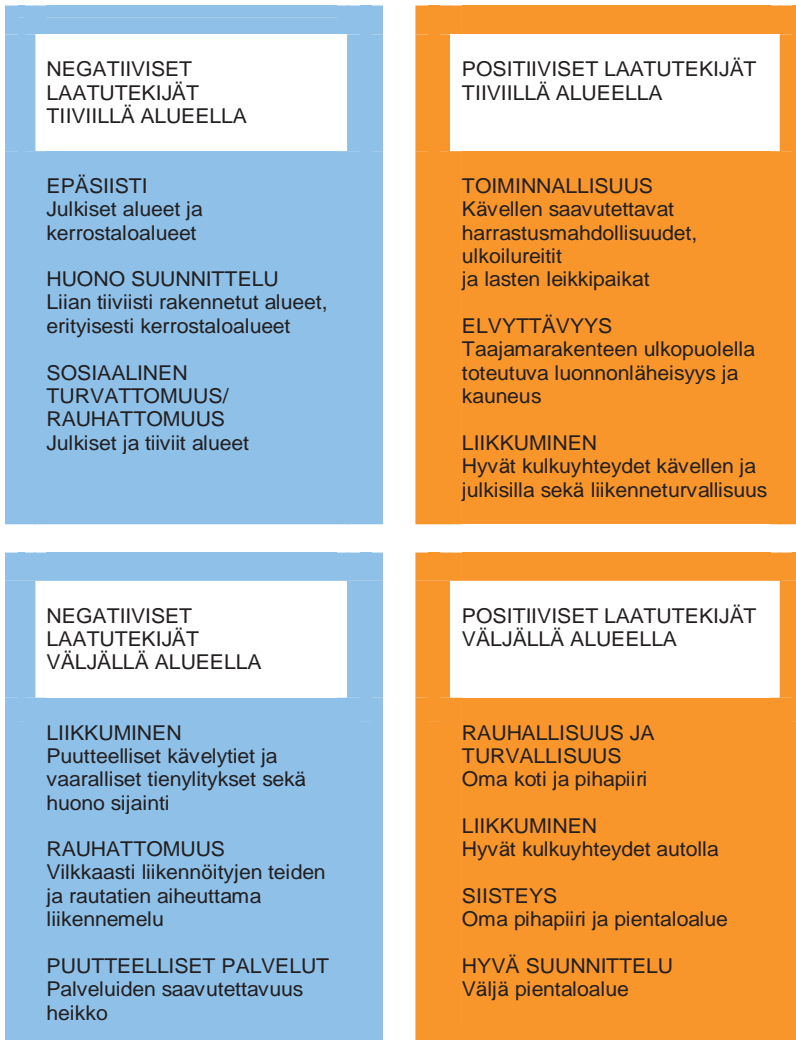 NEGATIIVISET
LAATUTEKIJÄT
TIIVIILLÄ ALUEELLA
EPÄSIISTI
Julkiset alueet ja
kerrostaloalueet
HUONO SUUNNITTELU
Liian tiiviisti rakennetut alueet,
erityisesti kerrostaloalueet
SOSIAALINEN
TURVATTOMUUS/
RAUHATTOMUUS
Julkiset ja tiiviit alueet
POSITIIVISET LAATUTEKIJÄT
TIIVIILLÄ ALUEELLA
TOIMINNALLISUUS
Kävellen saavutettavat
harrastusmahdollisuudet,
ulkoilureitit
ja lasten leikkipaikat
ELVYTTÄVYYS
Taajamarakenteen ulkopuolella
toteutuva luonnonläheisyys ja
kauneus
LIIKKUMINEN
Hyvät kulkuyhteydet kävellen ja
julkisilla sekä liikenneturvallisuus
NEGATIIVISET
LAATUTEKIJÄT
VÄLJÄLLÄ ALUEELLA
LIIKKUMINEN
Puutteelliset kävelytiet ja
vaaralliset tienylitykset sekä
huono sijainti
RAUHATTOMUUS
Vilkkaasti liikennöityjen teiden
ja rautatien aiheuttama
liikennemelu
PUUTTEELLISET PALVELUT
Palveluiden saavutettavuus
heikko
POSITIIVISET LAATUTEKIJÄT
VÄLJÄLLÄ ALUEELLA
RAUHALLISUUS JA
TURVALLISUUS
Oma koti ja pihapiiri
LIIKKUMINEN
Hyvät kulkuyhteydet autolla
SIISTEYS
Oma pihapiiri ja pientaloalue
HYVÄ SUUNNITTELU
Väljä pientaloalue